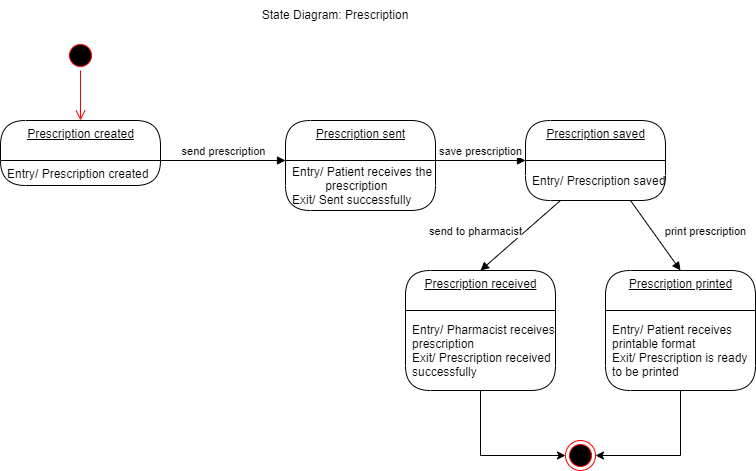 State Diagram: Prescription
Prescription created
Entry/ Prescription created
send prescription
Prescription sent
Entry/ Patient receives the
prescription
Exit/ Sent successfully
save prescription
Prescription saved
Entry/ Prescription saved
send to pharmacist
print prescription
Prescription received
Entry/ Pharmacist receives
prescription
Exit/ Prescription received
successfully
Prescription printed
Entry/ Patient receives
printable format
Exit/ Prescription is ready
to be printed